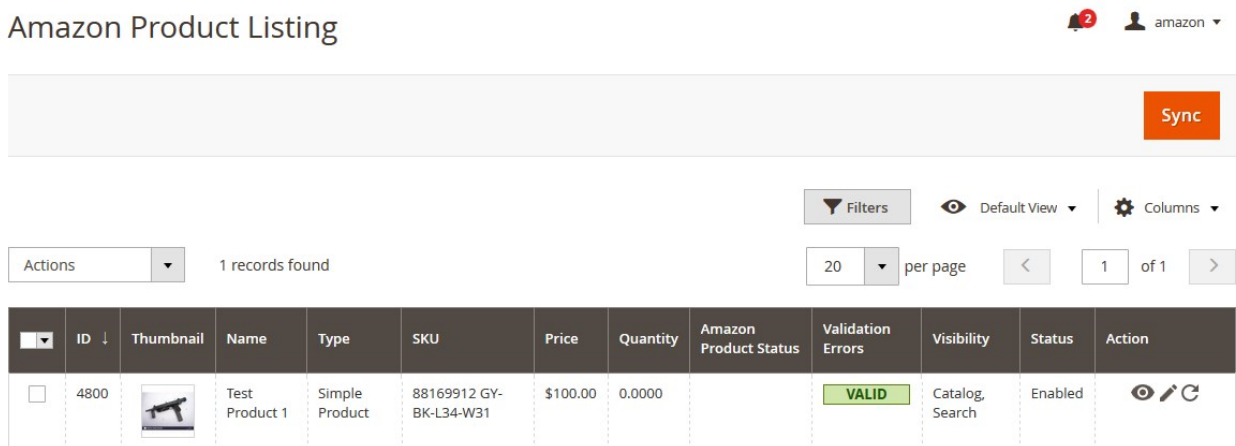 Amazon Product Listing
2
amazon
Sync
Filters
Default View
Columns
Actions
1 records found
20
per page
1
of 1
ID ↓ Thumbnail Name Type SKU Price Quantity Amazon Product Status Validation Errors Visibility Status Action
4800
Test
Product 1
Simple
Product
88169912 GY-
BK-L34-W31
$100.00
0.0000
VALID
Catalog,
Search
Enabled